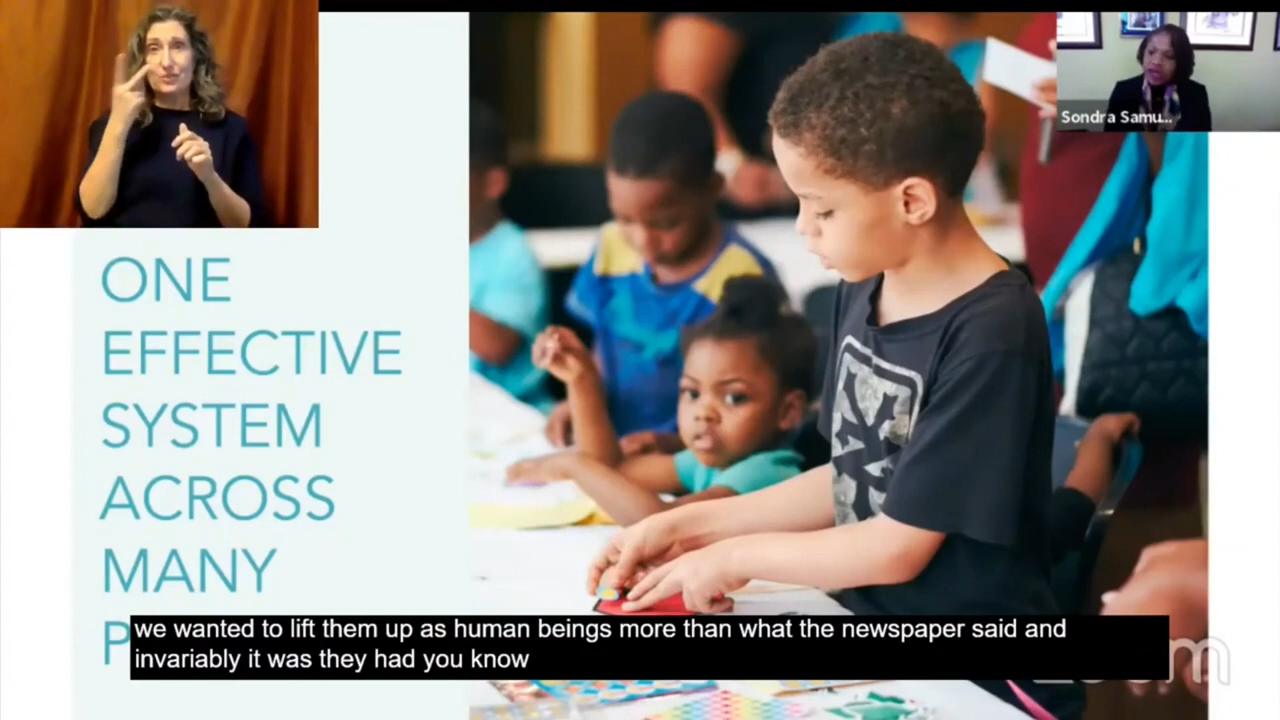 Sondra Samu...
ONE
EFFECTIVE
SYSTEM
ACROSS
MANY
we wanted to lift them up as human beings more than what the newspaper said and
invariably it was they had you know